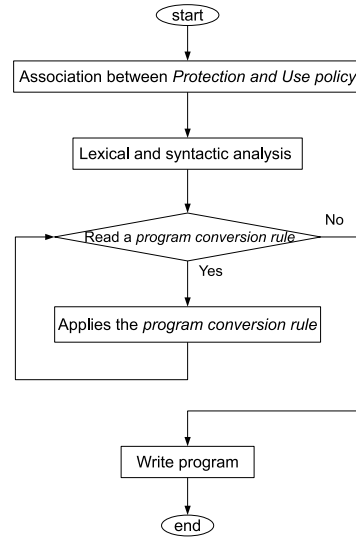 start
Association between Protection and Use policy
Lexical and syntactic analysis
Read a program conversion rule
No
Yes
Applies the program conversion rule
Write program
end